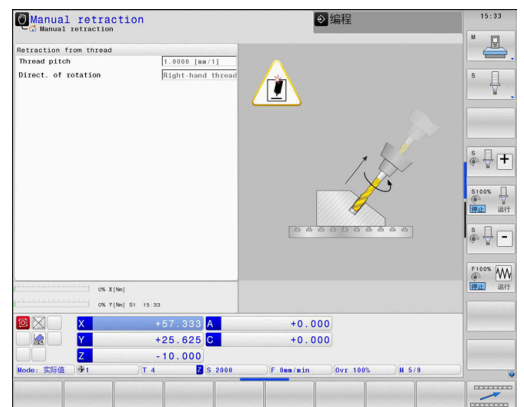 Manual retraction
Manual retraction
编程
15:33
Retraction from thread
Thread pitch 1.0000 [mm/1]
Direct. of rotation Right-hand thread
M
S
S
S100%
停止 运行
S
F100%
停止 运行
0% X[Nm]
0% Y[Nm] S1 15:33
X +57.333 A +0.000
Y +25.625 C +0.000
Z -10.000
Mode: 实际值 1 T 4 Z S 2000 F 0mm/min Ovr 100% M 5/9